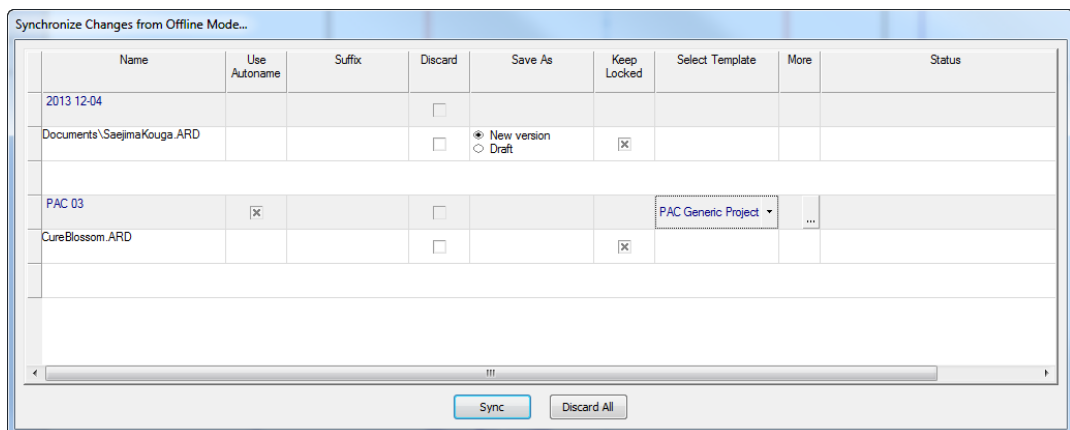 Synchronize Changes from Offline Mode...
Name Use Autoname Suffix Discard Save As Keep Locked Select Template More Status
2013 12-04
Documents\SaejimaKouga.ARD New version
Draft
PAC 03 PAC Generic Project ...
CureBlossom.ARD
Sync Discard All